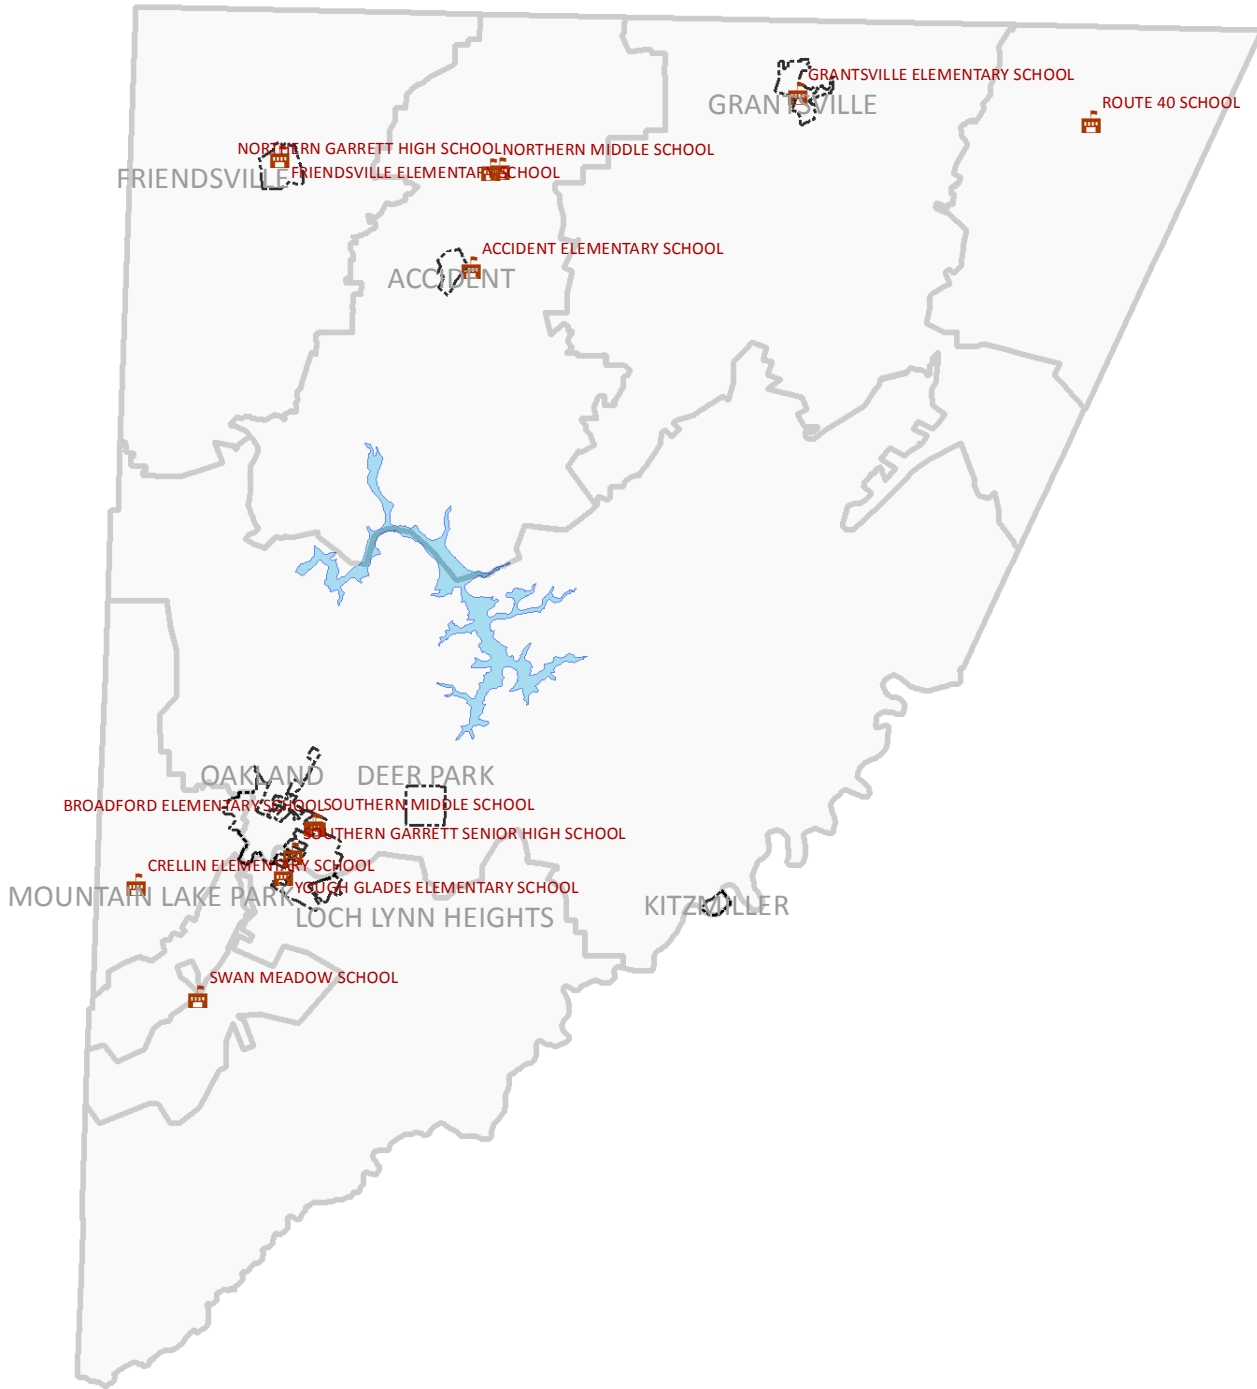 GRANTSVILLE ELEMENTARY SCHOOL
GRANTSVILLE
ROUTE 40 SCHOOL
NORTHERN GARRETT HIGH SCHOOL
NORTHERN MIDDLE SCHOOL
FRIENDSVILLE
FRIENDSVILLE ELEMENTARY SCHOOL
ACCIDENT ELEMENTARY SCHOOL
ACCIDENT
OAKLAND
DEER PARK
BROADFORD ELEMENTARY SCHOOL
SOUTHERN MIDDLE SCHOOL
SOUTHERN GARRETT SENIOR HIGH SCHOOL
CRELLIN ELEMENTARY SCHOOL
YOUGH GLADES ELEMENTARY SCHOOL
MOUNTAIN LAKE PARK
KITZMILLER
LOCH LYNN HEIGHTS
SWAN MEADOW SCHOOL